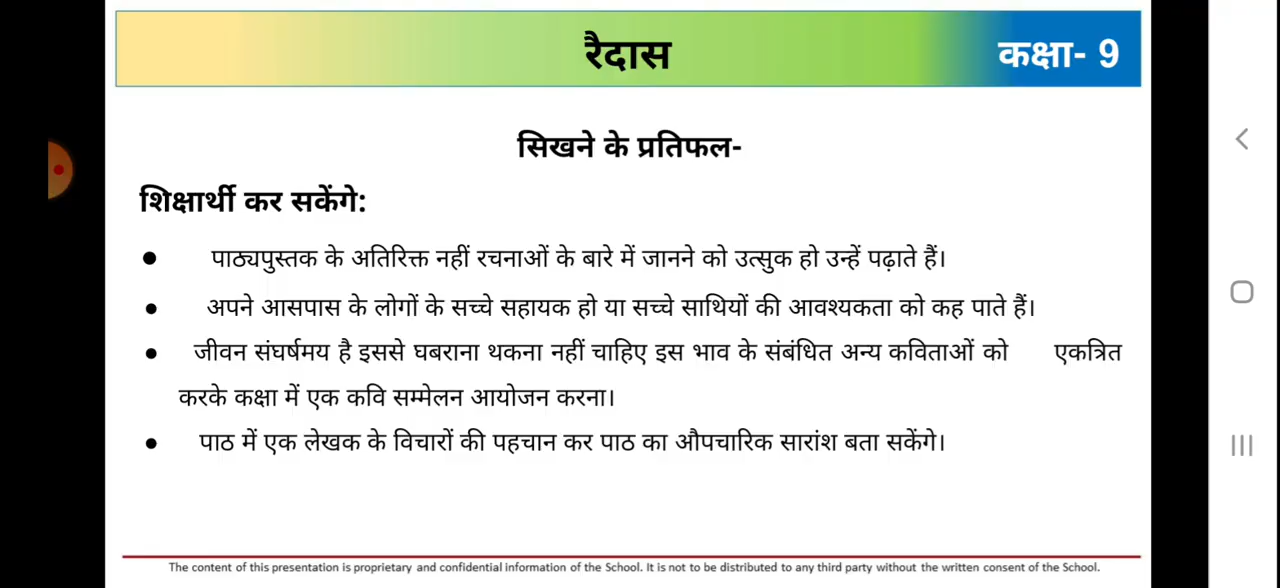 रैदास
कक्षा- 9
सिखने के प्रतिफल-
शिक्षार्थी कर सकेंगे:
● पाठ्यपुस्तक के अतिरिक्त नहीं रचनाओं के बारे में जानने को उत्सुक हो उन्हें पढ़ाते हैं।
● अपने आसपास के लोगों के सच्चे सहायक हो या सच्चे साथियों की आवश्यकता को कह पाते हैं।
● जीवन संघर्षमय है इससे घबराना थकना नहीं चाहिए इस भाव के संबंधित अन्य कविताओं को एकत्रित
करके कक्षा में एक कवि सम्मेलन आयोजन करना।
● पाठ में एक लेखक के विचारों की पहचान कर पाठ का औपचारिक सारांश बता सकेंगे।
The content of this presentation is proprietary and confidential information of the School. It is not to be distributed to any third party without the written consent of the School.